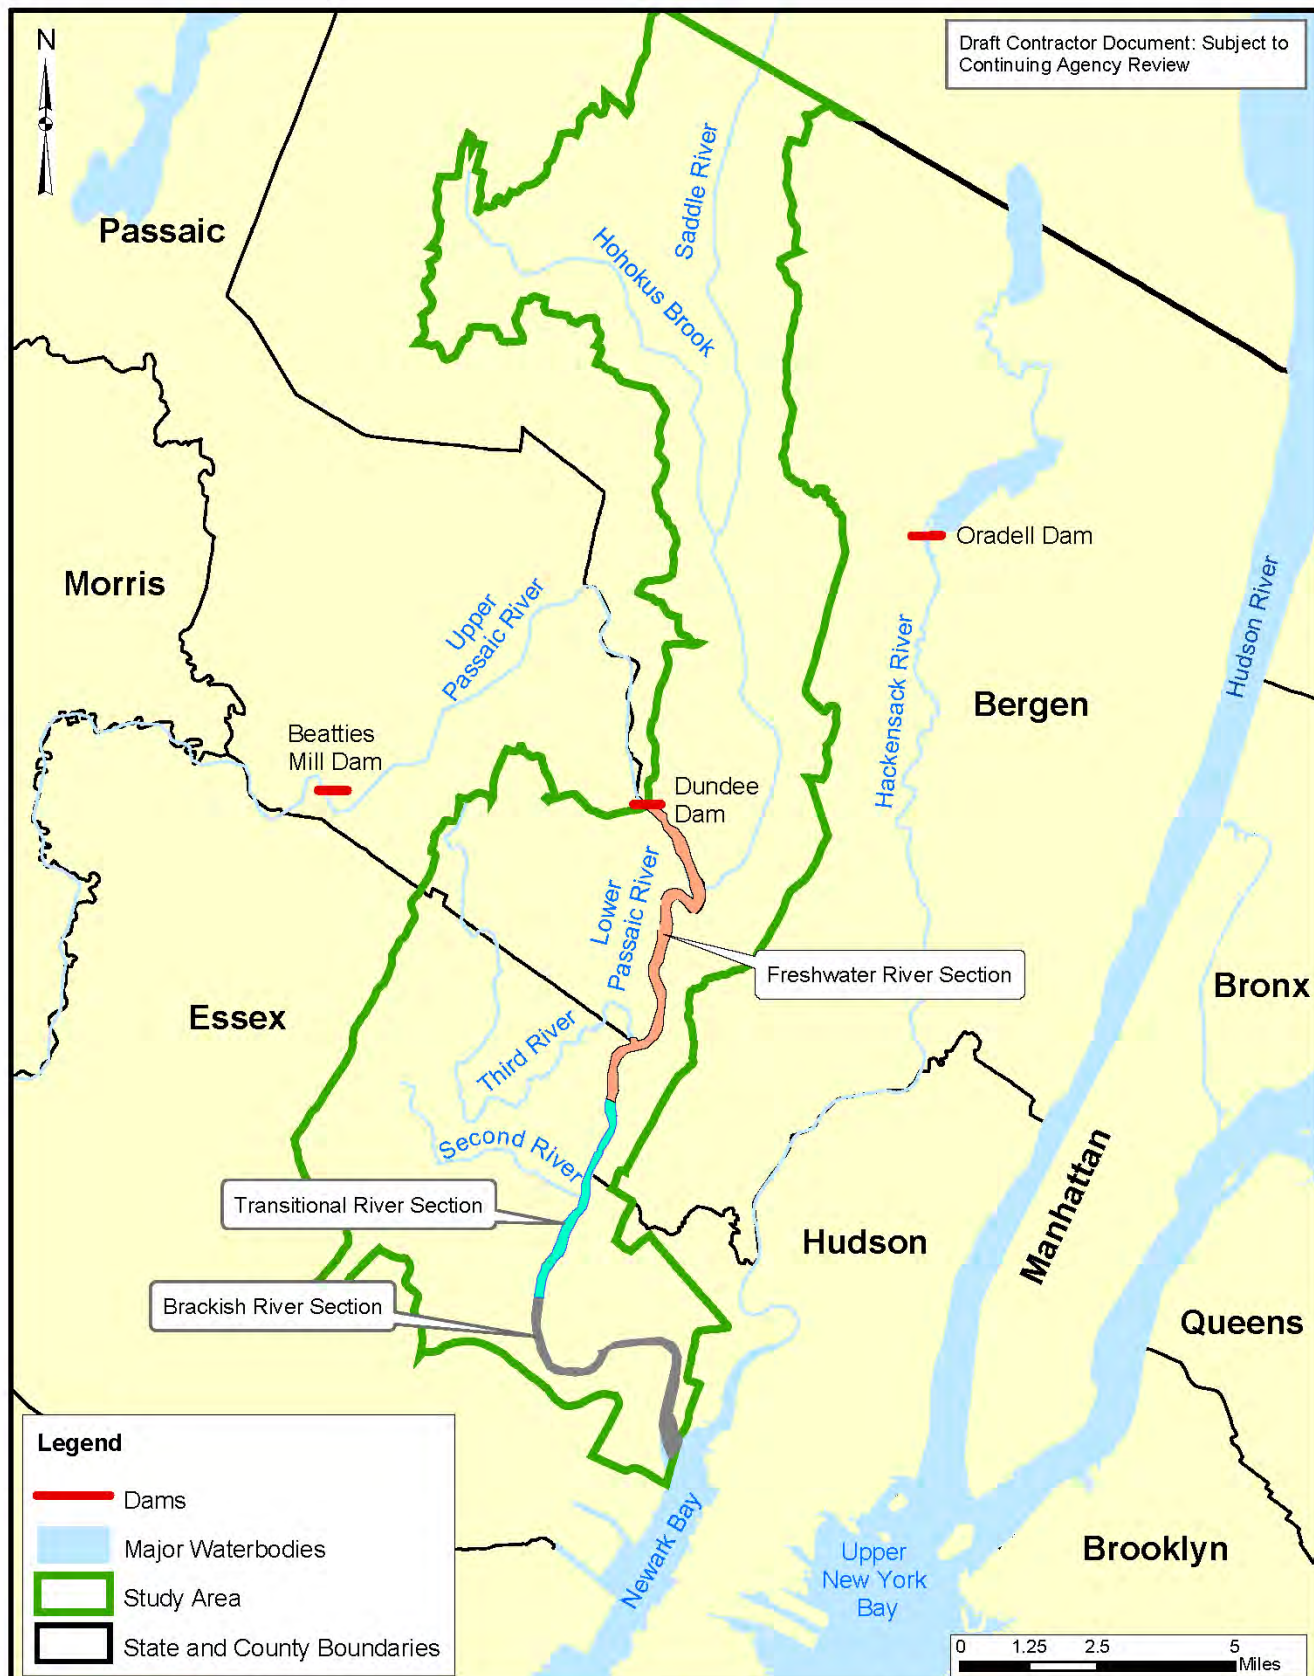 N
Draft Contractor Document: Subject to
Continuing Agency Review
Passaic
Saddle River
Hohokus Brook
Oradell Dam
Morris
Upper
Passaic River
Hudson River
Hackensack River
Bergen
Beatties
Mill Dam
Dundee
Dam
Lower
Passaic River
Freshwater River Section
Bronx
Essex
Third River
Second River
Manhattan
Transitional River Section
Hudson
Brackish River Section
Queens
Legend
Dams
Major Waterbodies
Study Area
State and County Boundaries
Newark Bay
Upper
New York
Bay
Brooklyn
0 1.25 2.5 5
Miles